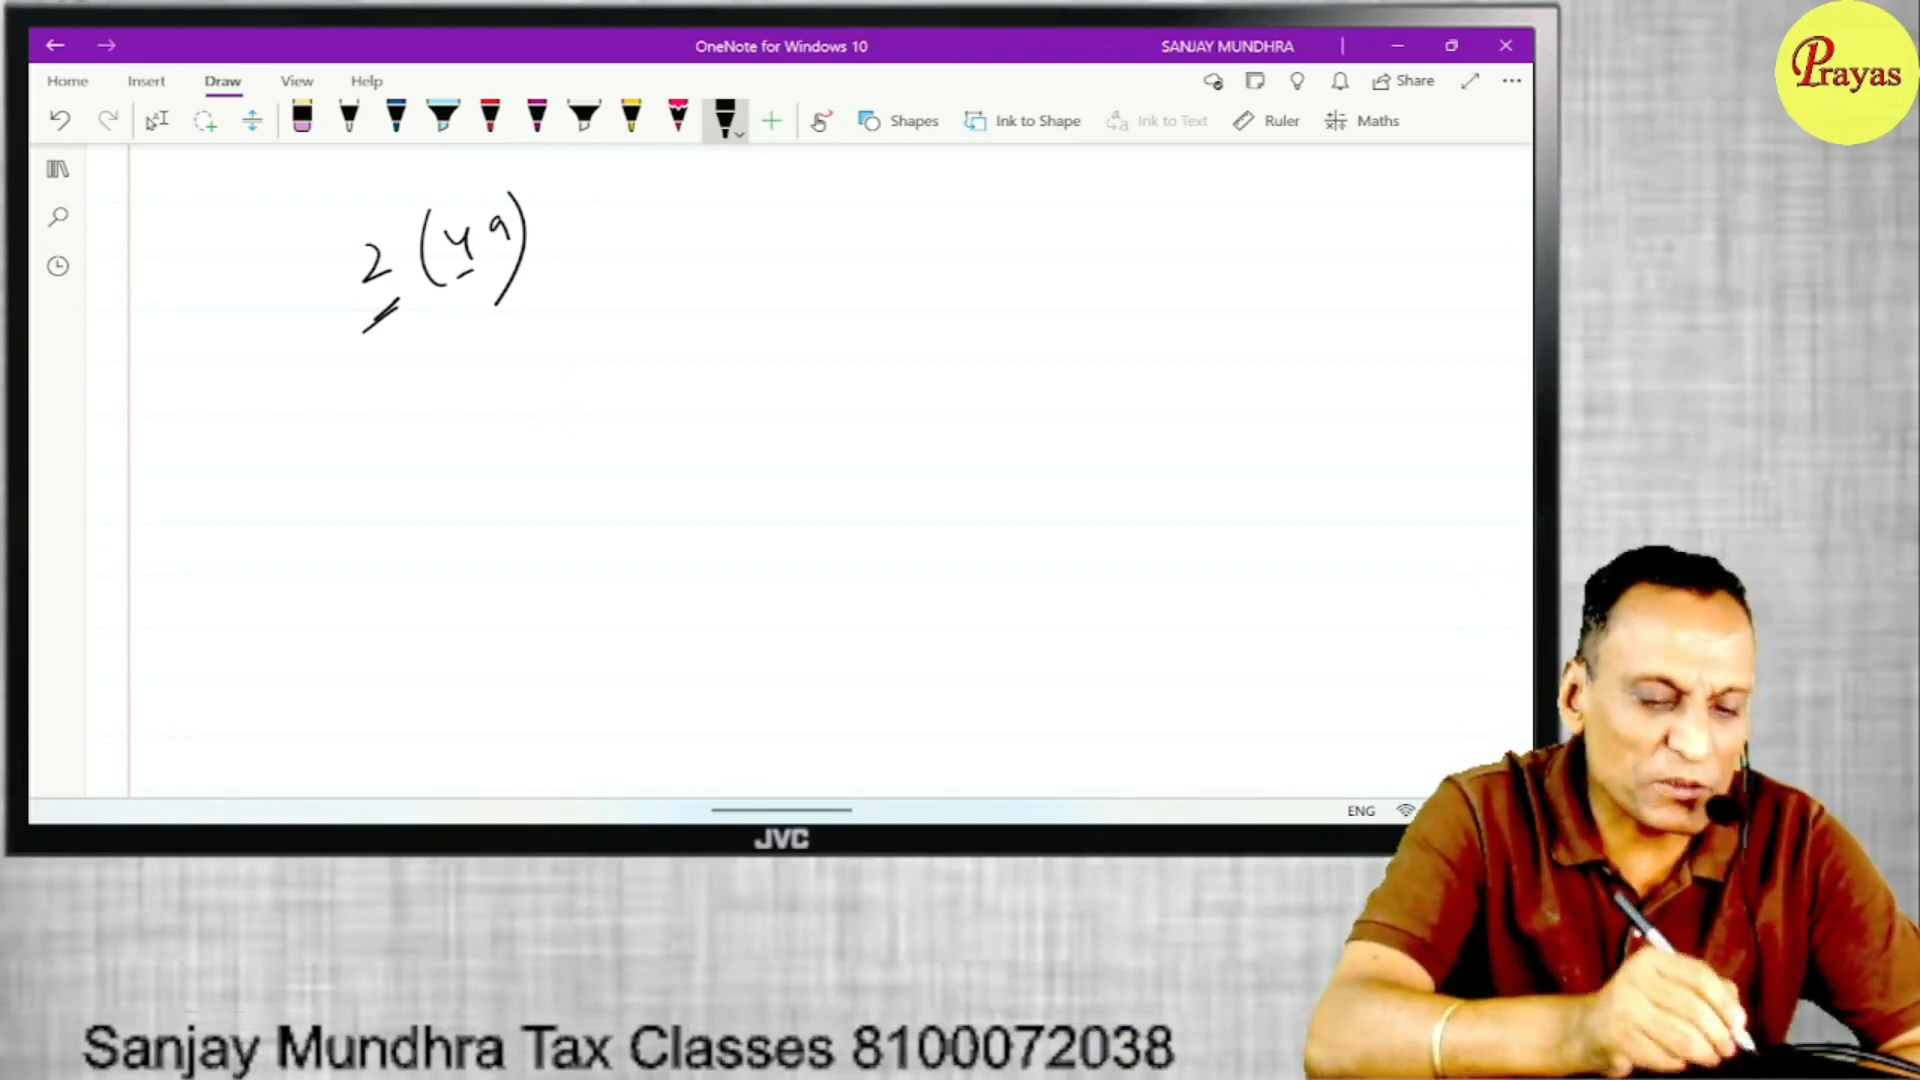 Prayas
OneNote for Windows 10
SANJAY MUNDHRA
Home Insert Draw View Help
Share
Shapes Ink to Shape Ink to Text Ruler Maths
2 (49)
ENG
JVC
Sanjay Mundhra Tax Classes 8100072038